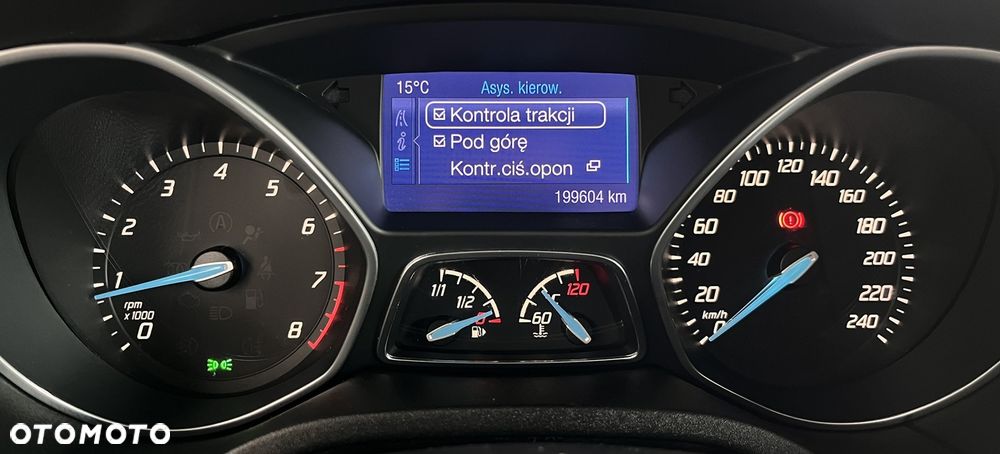 15°C Asys. kierow.
Kontrola trakcji
Pod górę
Kontr.ciś.opon
199604 km
0 1 2 3 4 5 6 7 8
rpm
x 1000
A
1/1 1/2 0
60 120
°C
0 20 40 60 80 100 120 140 160 180 200 220 240
km/h
OTOMOTO